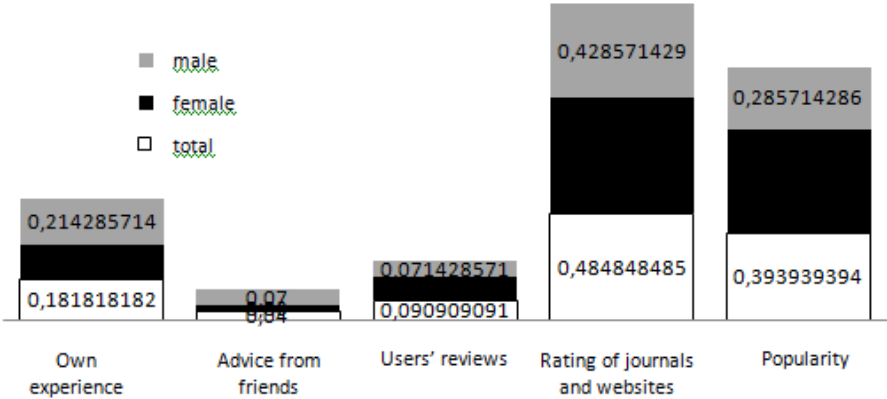 male
female
total
0,428571429
0,285714286
0,214285714
0,07
0.071428571
0,181818182
0,04
0,090909091
0,484848485
0,393939394
Own
experience
Advice from
friends
Users’ reviews
Rating of journals
and websites
Popularity